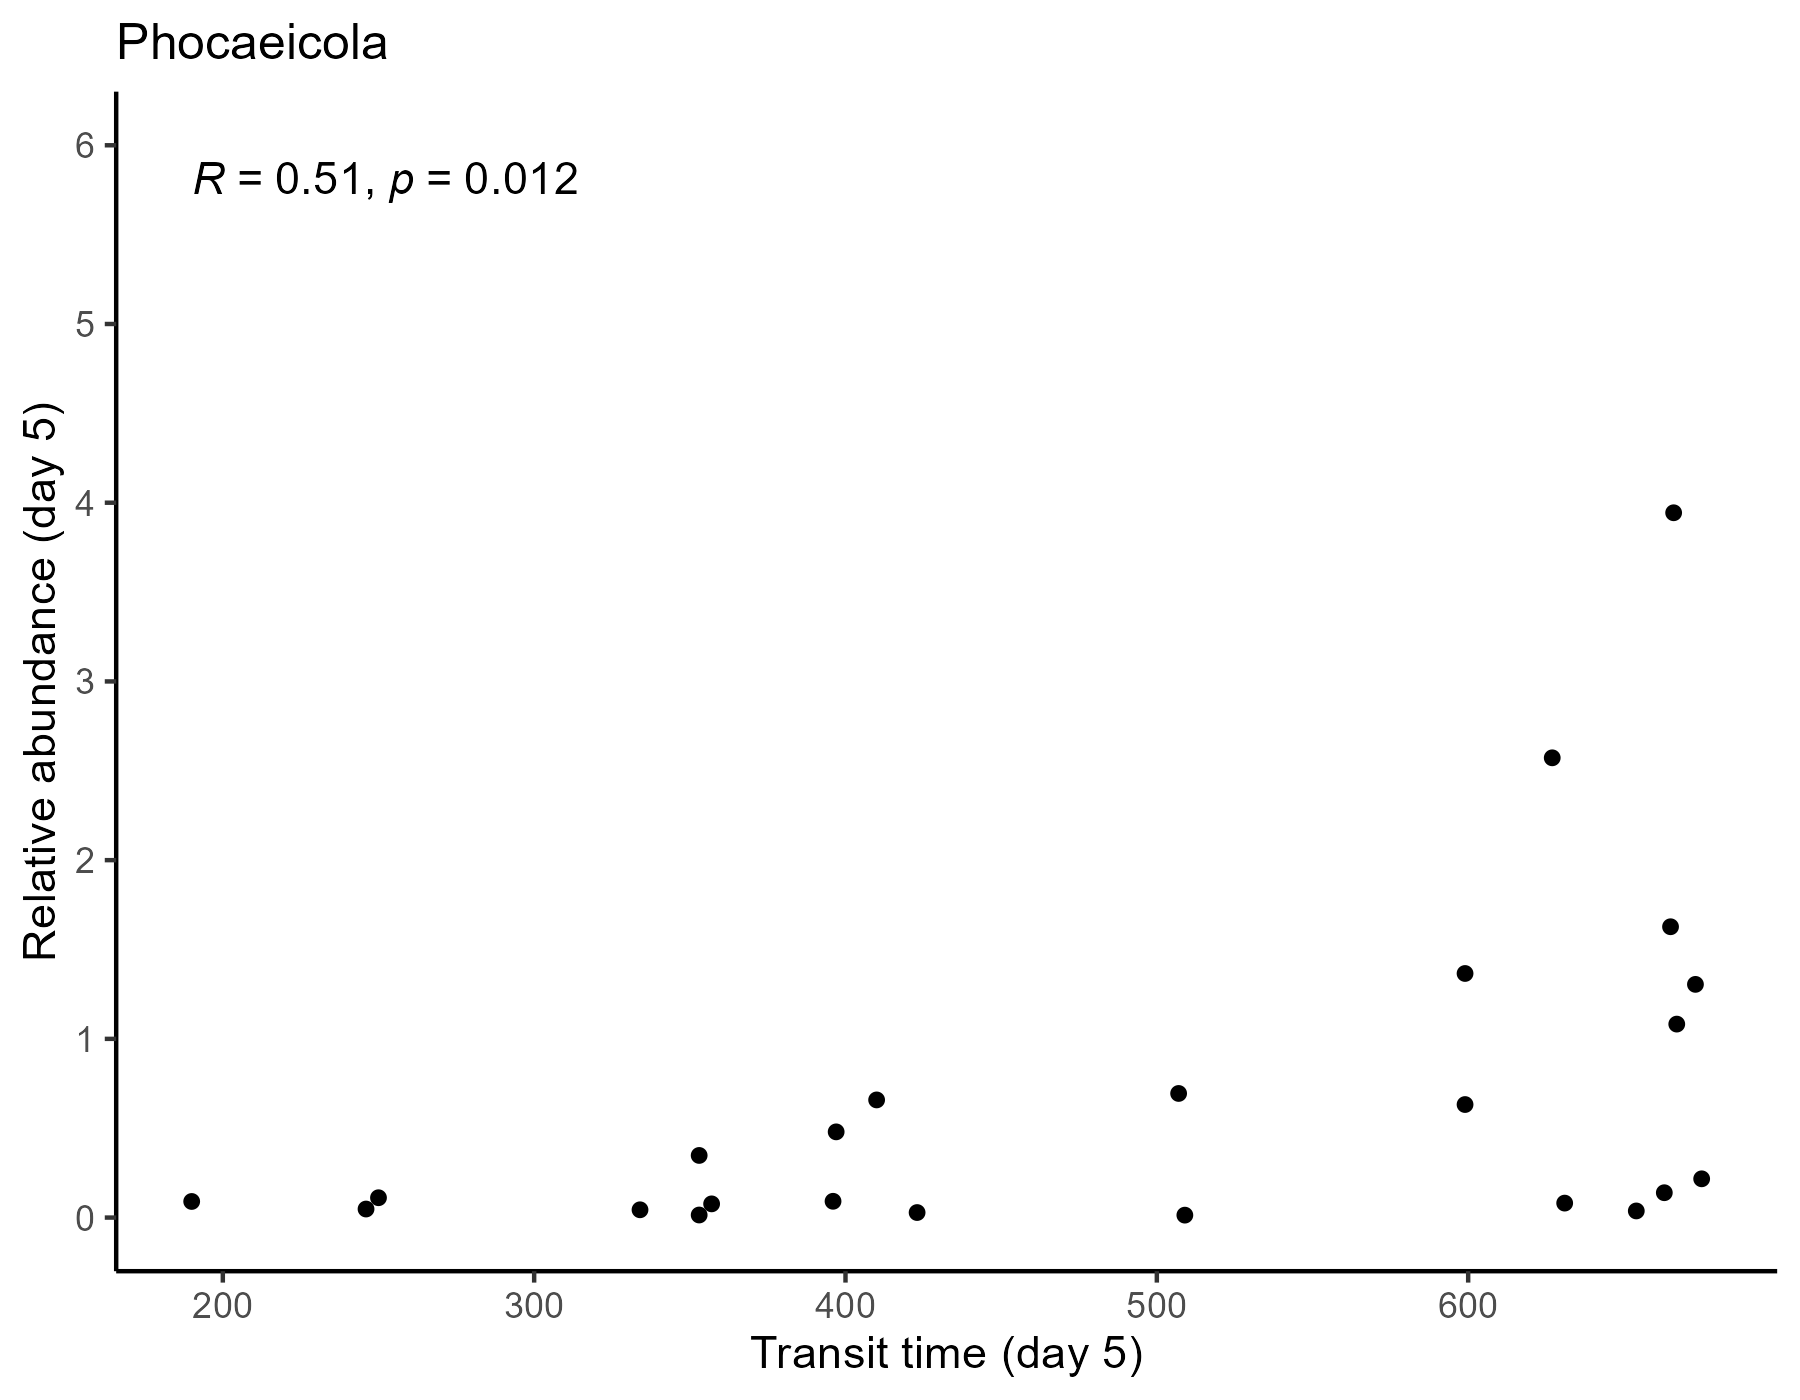 Phocaeicola
6
R = 0.51, p = 0.012
5
4
3
2
1
0
Relative abundance (day 5)
200 300 400 500 600
Transit time (day 5)